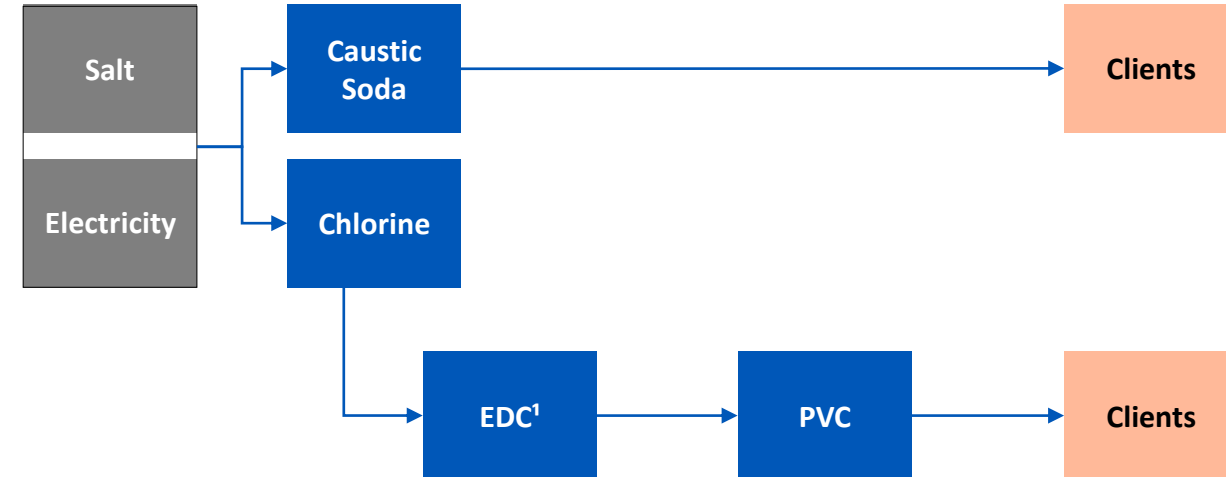 Salt
Caustic
Soda
Clients
Electricity
Chlorine
EDC¹
PVC
Clients